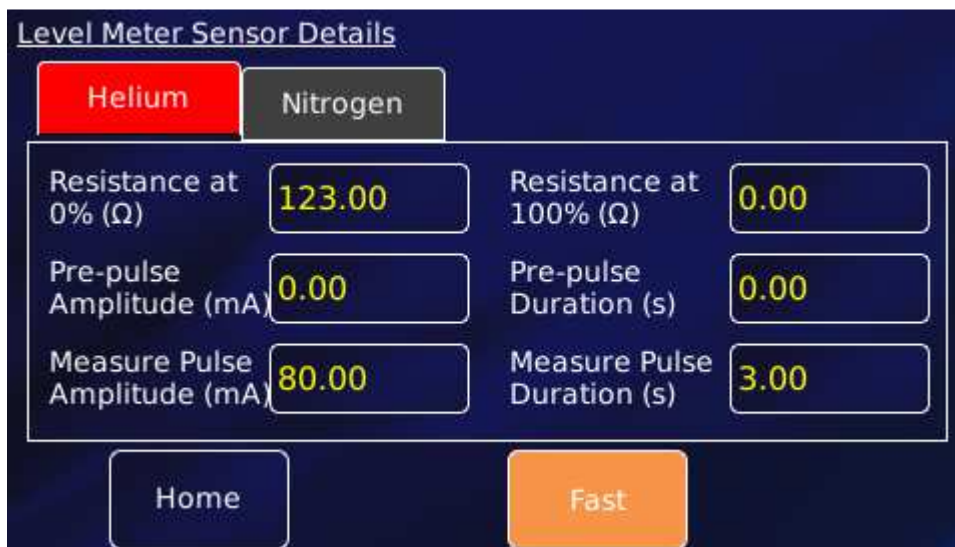 Level Meter Sensor Details
Helium
Nitrogen
Resistance at
0% (Ω)
123.00
Resistance at
100% (Ω)
0.00
Pre-pulse
Amplitude (mA)
0.00
Pre-pulse
Duration (s)
0.00
Measure Pulse
Amplitude (mA)
80.00
Measure Pulse
Duration (s)
3.00
Home
Fast